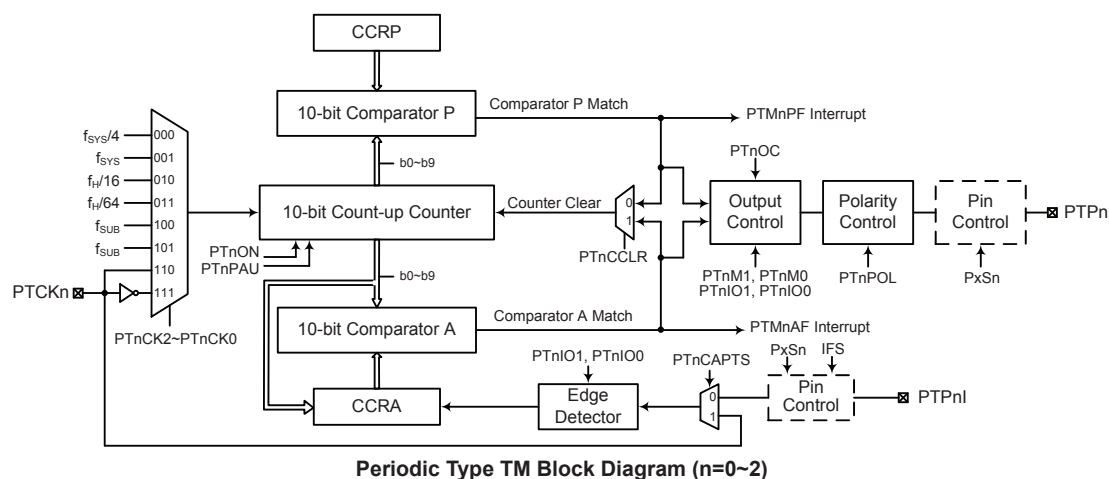 CCRP
10-bit Comparator P
Comparator P Match
PTMnPF Interrupt
b0~b9
fSYS/4
fSYS
fH/16
fH/64
fSUB
fSUB
000
001
010
011
100
101
110
111
PTCKn
PTnCK2~PTnCK0
10-bit Count-up Counter
PTnON
PTnPAU
Counter Clear
0
1
PTnCCLR
PTnOC
Output
Control
PTnM1, PTnM0
PTnIO1, PTnIO0
Polarity
Control
PTnPOL
Pin
Control
PxSn
PTPn
b0~b9
10-bit Comparator A
Comparator A Match
PTMnAF Interrupt
CCRA
PTnIO1, PTnIO0
Edge
Detector
PTnCAPTS
0
1
PxSn
IFS
Pin
Control
PTPnI
Periodic Type TM Block Diagram (n=0~2)